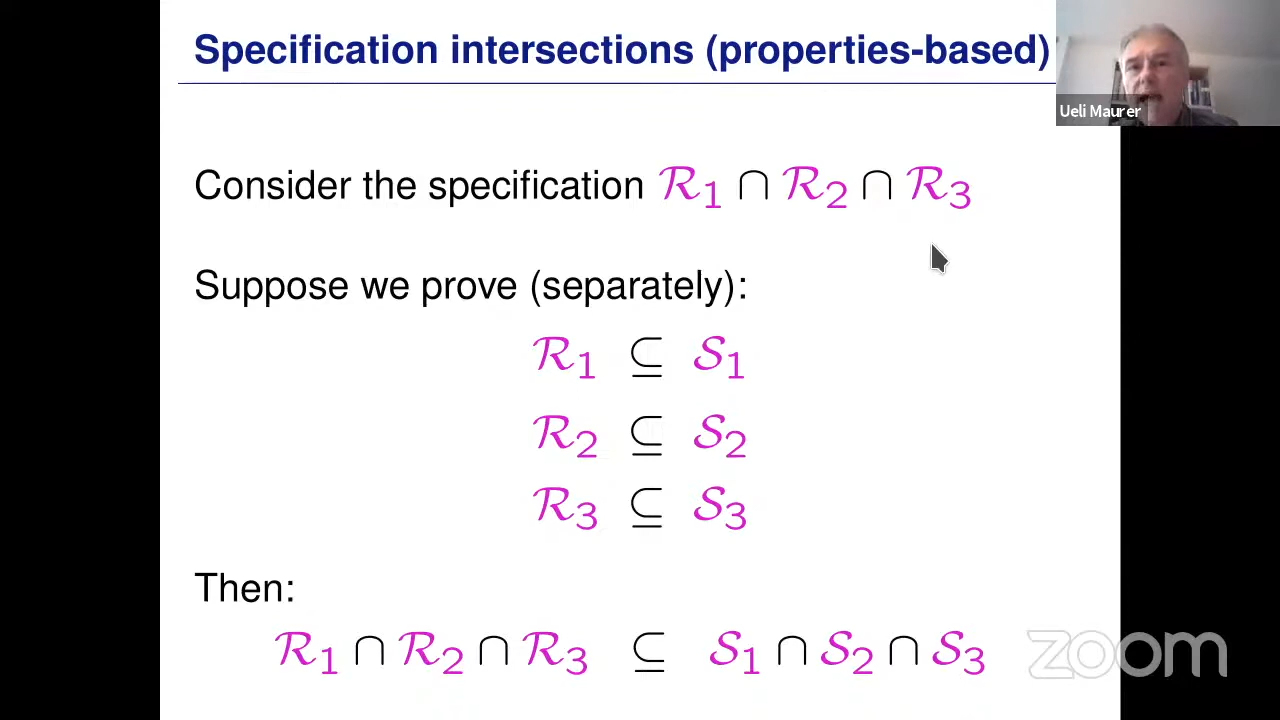 Specification intersections (properties-based)
Ueli Maurer
Consider the specification ℛ₁ ∩ ℛ₂ ∩ ℛ₃
Suppose we prove (separately):
ℛ₁ ⊆ 𝒮₁
ℛ₂ ⊆ 𝒮₂
ℛ₃ ⊆ 𝒮₃
Then:
ℛ₁ ∩ ℛ₂ ∩ ℛ₃ ⊆ 𝒮₁ ∩ 𝒮₂ ∩ 𝒮₃
zoom